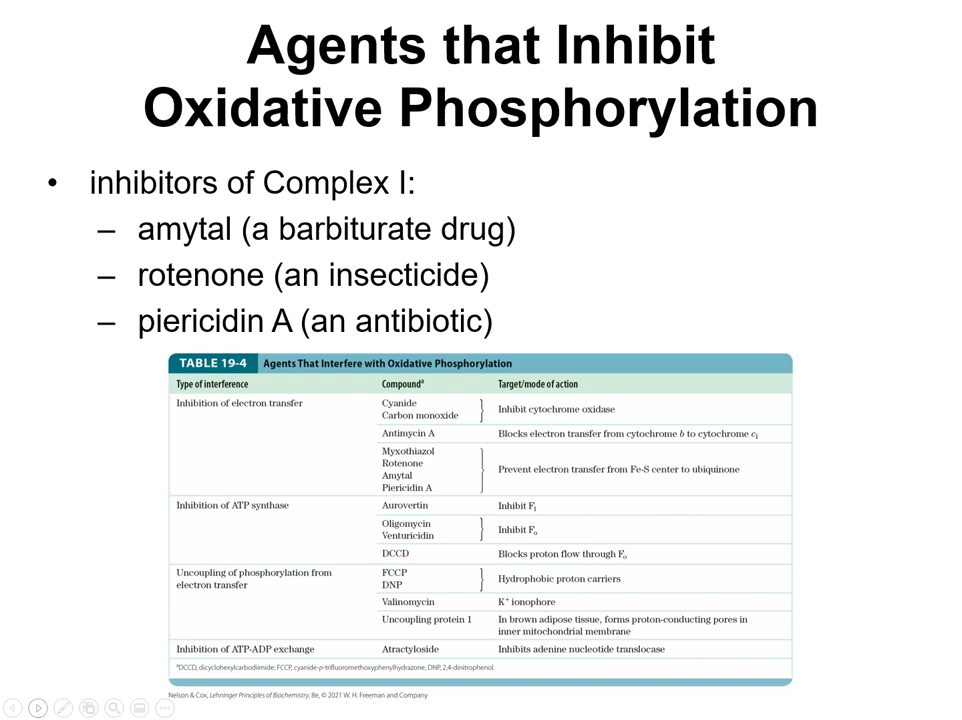 Agents that Inhibit
Oxidative Phosphorylation
• inhibitors of Complex I:
– amytal (a barbiturate drug)
– rotenone (an insecticide)
– piericidin A (an antibiotic)
TABLE 19-4 Agents That Interfere with Oxidative Phosphorylation
Type of interference Compoundᵃ Target/mode of action
Inhibition of electron transfer Cyanide
Carbon monoxide } Inhibit cytochrome oxidase
Antimycin A Blocks electron transfer from cytochrome b to cytochrome c₁
Myxothiazol
Rotenone
Amytal
Piericidin A } Prevent electron transfer from Fe-S center to ubiquinone
Inhibition of ATP synthase Aurovertin Inhibit F₁
Oligomycin
Venturicidin } Inhibit Fₒ
DCCD Blocks proton flow through Fₒ
Uncoupling of phosphorylation from
electron transfer FCCP
DNP } Hydrophobic proton carriers
Valinomycin K⁺ ionophore
Uncoupling protein 1 In brown adipose tissue, forms proton-conducting pores in
inner mitochondrial membrane
Inhibition of ATP-ADP exchange Atractyloside Inhibits adenine nucleotide translocase
ᵃDCCD, dicyclohexylcarbodiimide; FCCP, cyanide-p-trifluoromethoxyphenylhydrazone; DNP, 2,4-dinitrophenol.
Nelson & Cox, Lehninger Principles of Biochemistry, 8e, © 2021 W. H. Freeman and Company